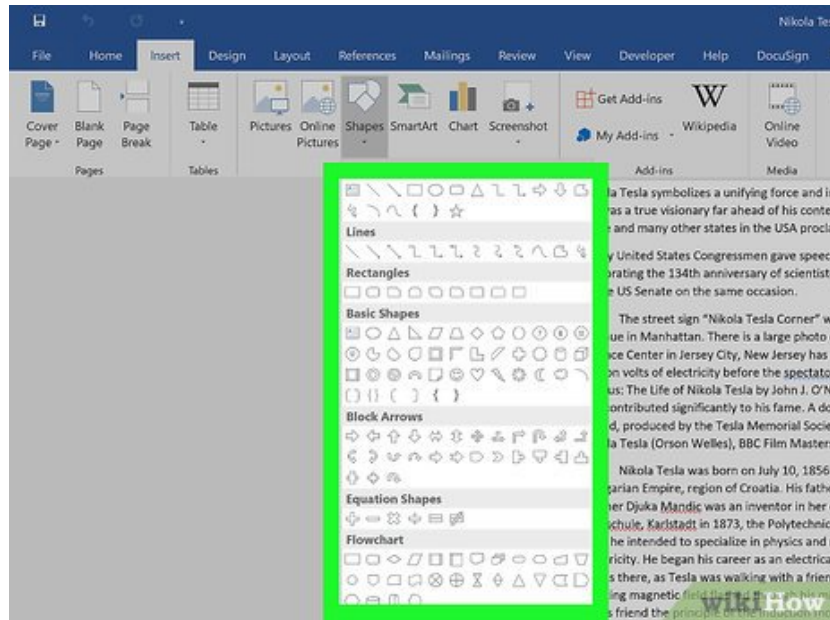 Nikola Tes
File Home Insert Design Layout References Mailings Review View Developer Help DocuSign
Cover Page Blank Page Page Break Table Pictures Online Pictures Shapes SmartArt Chart Screenshot Get Add-ins My Add-ins Wikipedia Online Video
Pages Tables Add-ins Media
Lines
Rectangles
Basic Shapes
Block Arrows
Equation Shapes
Flowchart
la Tesla symbolizes a unifying force and i
as a true visionary far ahead of his conte
and many other states in the USA procla
y United States Congressmen gave speec
rating the 134th anniversary of scientist
e US Senate on the same occasion.
The street sign “Nikola Tesla Corner” w
ue in Manhattan. There is a large photo
ce Center in Jersey City, New Jersey has
n volts of electricity before the spectato
us: The Life of Nikola Tesla by John J. O'N
ontributed significantly to his fame. A do
d, produced by the Tesla Memorial Socie
la Tesla (Orson Welles), BBC Film Master
Nikola Tesla was born on July 10, 1856
garian Empire, region of Croatia. His fath
er Djuka Mandic was an inventor in her
schule, Karlstadt in 1873, the Polytechnic
he intended to specialize in physics and
ricity. He began his career as an electrica
s there, as Tesla was walking with a frien
ing magnetic field
s friend the principle of the induction mo
wikiHow